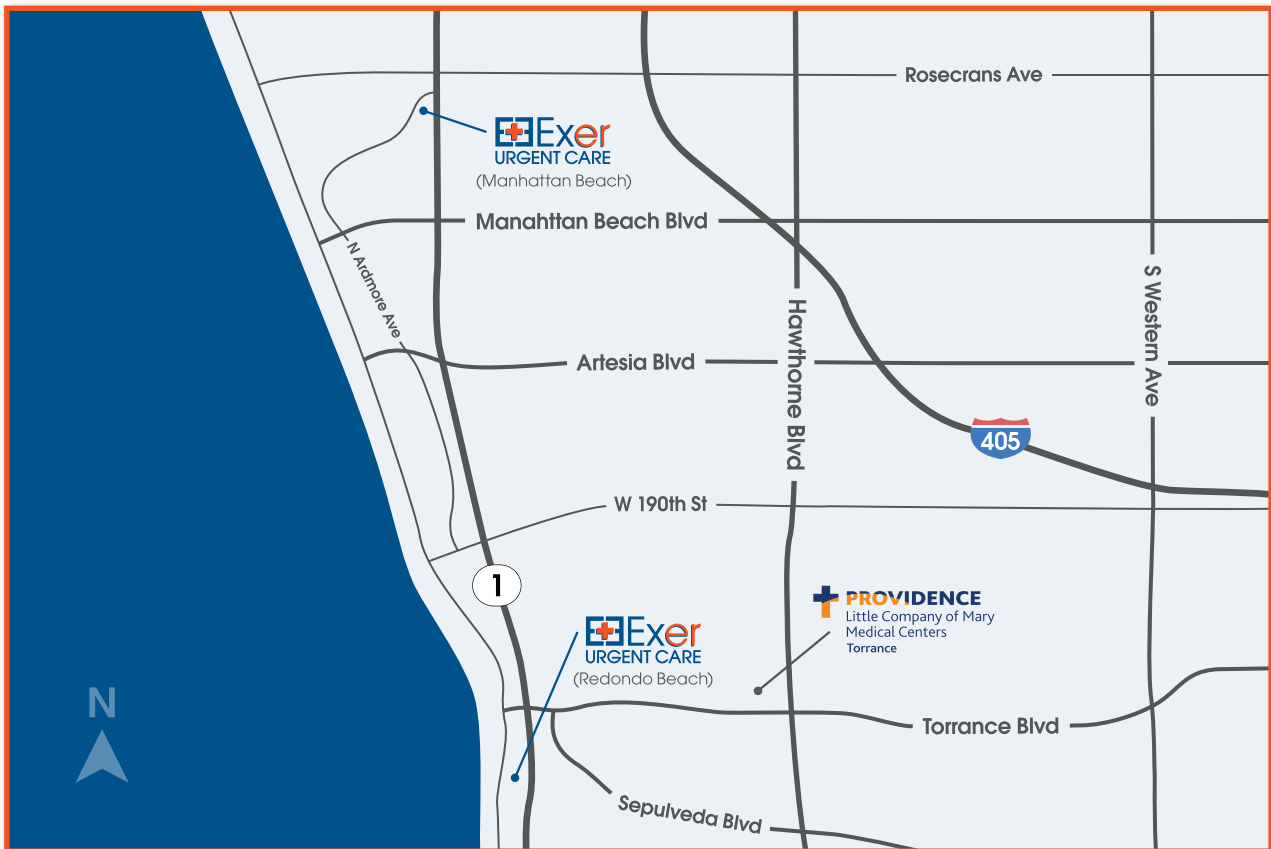 Rosecrans Ave
Exer
URGENT CARE
(Manhattan Beach)
Manahttan Beach Blvd
N Ardmore Ave
S Western Ave
Hawthorne Blvd
Artesia Blvd
405
W 190th St
1
PROVIDENCE
Little Company of Mary
Medical Centers
Torrance
Exer
URGENT CARE
(Redondo Beach)
N
Torrance Blvd
Sepulveda Blvd